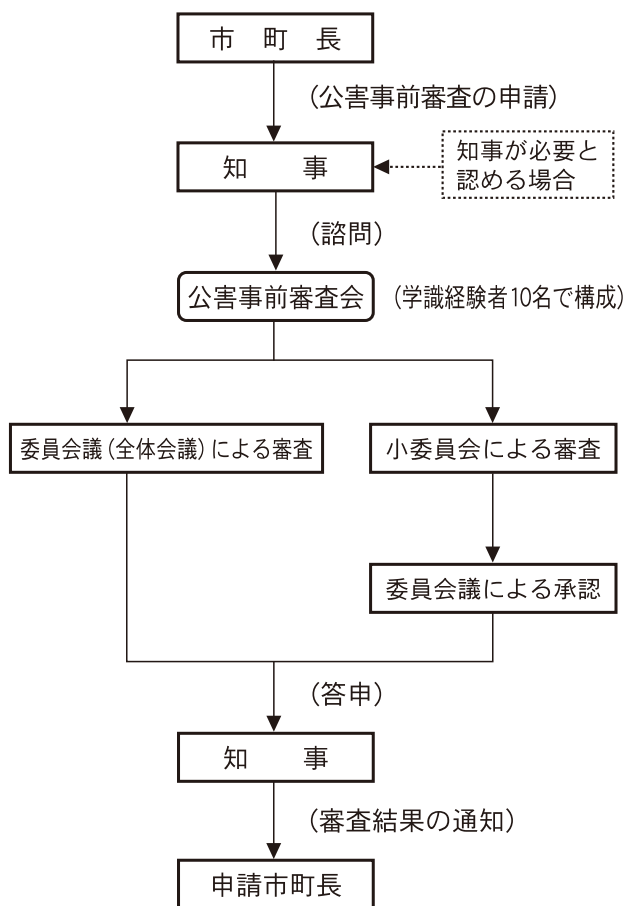 市　町　長
(公害事前審査の申請)
知　　事
知事が必要と
認める場合
(諮問)
公害事前審査会
(学識経験者10名で構成)
委員会議(全体会議)による審査
小委員会による審査
委員会議による承認
(答申)
知　　事
(審査結果の通知)
申請市町長